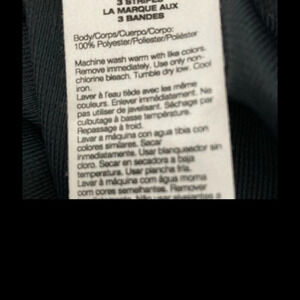 3 STRIPES
LA MARQUE AUX
3 BANDES
Body/Corps/Cuerpo/Corpo:
100% Polyester/Poliester/Poliéster
Machine wash warm with like colors.
Remove immediately. Use only non-
chlorine bleach. Tumble dry low. Cool
iron.
Laver à l'eau tiède avec les même
couleurs. Enlever immédiatement. Ne
pas utiliser de javelisant. Séchage par
culbutage à basse température.
Repassage à froid.
Lavar a máquina con agua tibia con
colores similares. Secar
inmediatamente. Usar blanqueador sin
cloro. Secar en secadora a baja
temperatura. Usar plancha fría.
Lavar à máquina com água morna
com cores semelhantes. Remover